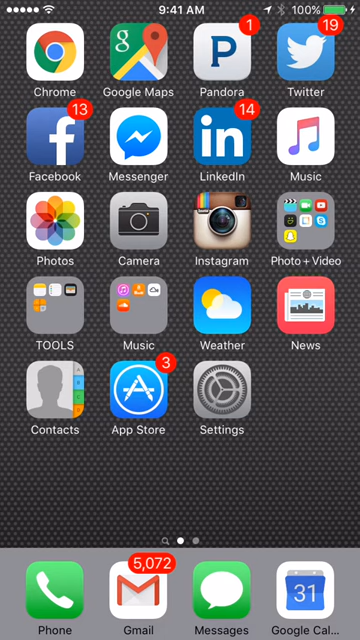 9:41 AM 100%
1 19
Chrome Google Maps Pandora Twitter
13 14
Facebook Messenger LinkedIn Music
Photos Camera Instagram Photo + Video
TOOLS Music Weather News
3
Contacts App Store Settings
5,072
31
Phone Gmail Messages Google Cal...